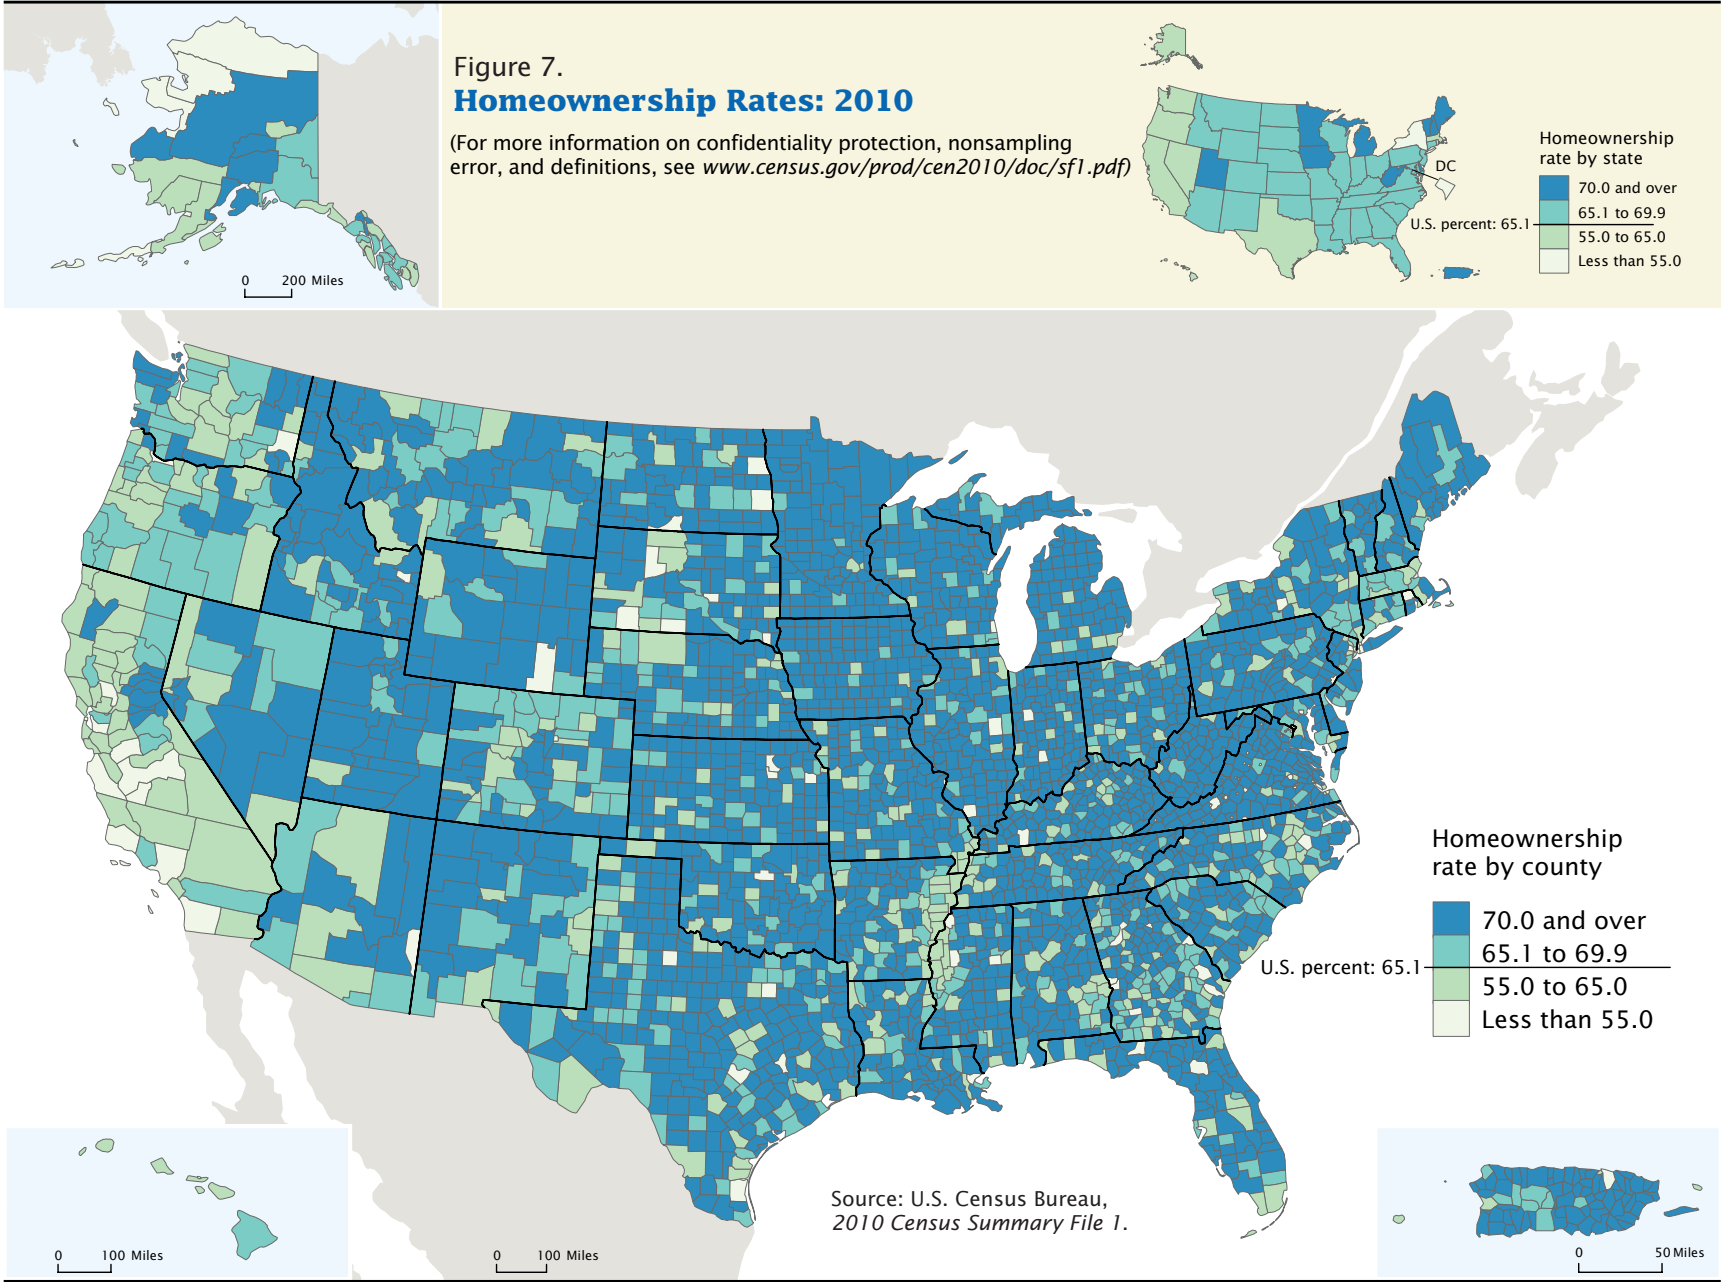 Figure 7.
Homeownership Rates: 2010
(For more information on confidentiality protection, nonsampling
error, and definitions, see www.census.gov/prod/cen2010/doc/sf1.pdf)
Homeownership
rate by state
DC
70.0 and over
65.1 to 69.9
U.S. percent: 65.1
55.0 to 65.0
Less than 55.0
0 200 Miles
Homeownership
rate by county
70.0 and over
65.1 to 69.9
U.S. percent: 65.1
55.0 to 65.0
Less than 55.0
Source: U.S. Census Bureau,
2010 Census Summary File 1.
0 100 Miles
0 100 Miles
0 50 Miles